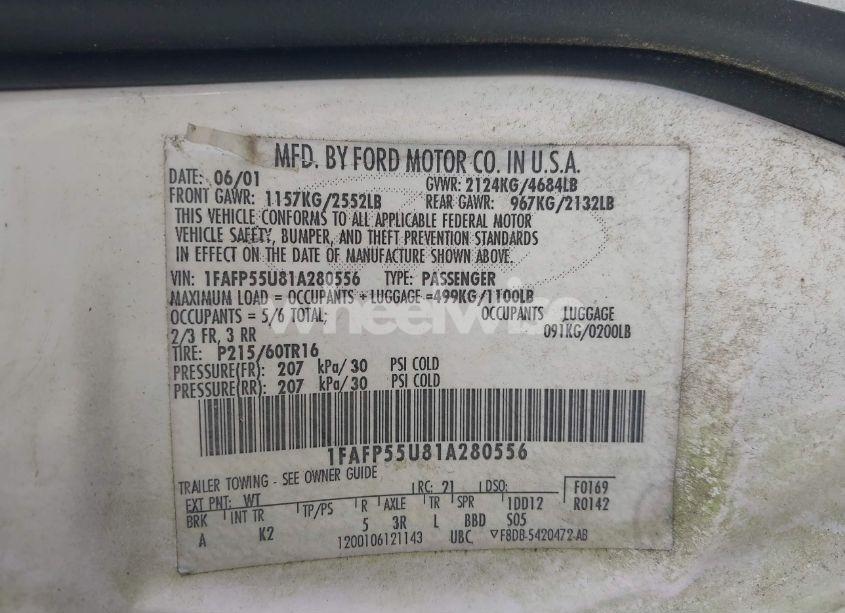 MFD. BY FORD MOTOR CO. IN U.S.A.
DATE: 06/01 GVWR: 2124KG/4684LB
FRONT GAWR: 1157KG/2552LB REAR GAWR: 967KG/2132LB
THIS VEHICLE CONFORMS TO ALL APPLICABLE FEDERAL MOTOR
VEHICLE SAFETY, BUMPER, AND THEFT PREVENTION STANDARDS
IN EFFECT ON THE DATE OF MANUFACTURE SHOWN ABOVE.
VIN: 1FAFP55U81A280556 TYPE: PASSENGER
MAXIMUM LOAD = OCCUPANTS + LUGGAGE =499KG/1100LB
OCCUPANTS = 5/6 TOTAL; OCCUPANTS LUGGAGE
2/3 FR, 3 RR 091KG/0200LB
wheelwise
TIRE: P215/60TR16
PRESSURE(FR): 207 kPa/30 PSI COLD
PRESSURE(RR): 207 kPa/30 PSI COLD
1FAFP55U81A280556
TRAILER TOWING - SEE OWNER GUIDE
EXT PNT: WT RC: 21 DSO: F0169
BRK INT TR TP/PS R AXLE TR SPR 1DD12 R0142
A K2 5 3R L BBD S05
1200106121143 UBC ▽F8DB-5420472-AB